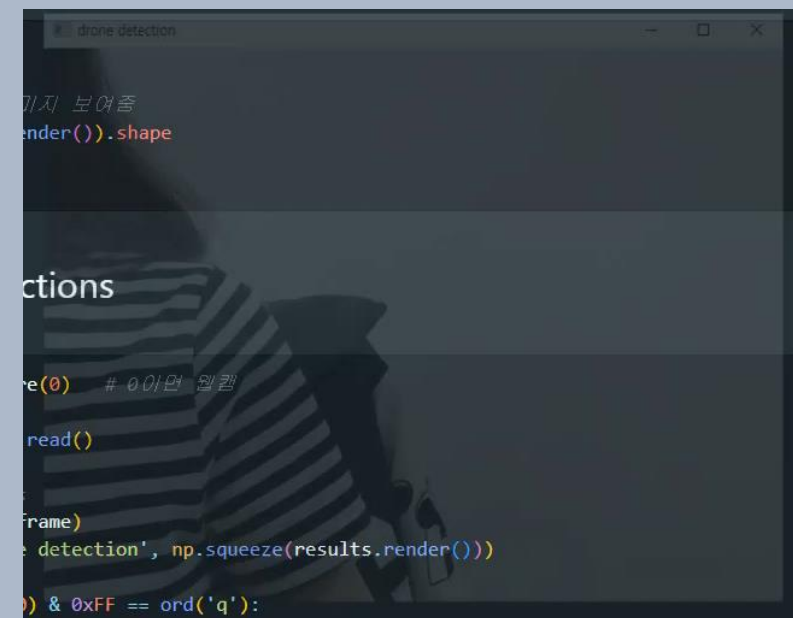 drone detection
미지 보여줌
ender()).shape
ctions
re(0) # 0이면 웹캠
read()
frame)
e detection', np.squeeze(results.render()))
) & 0xFF == ord('q'):